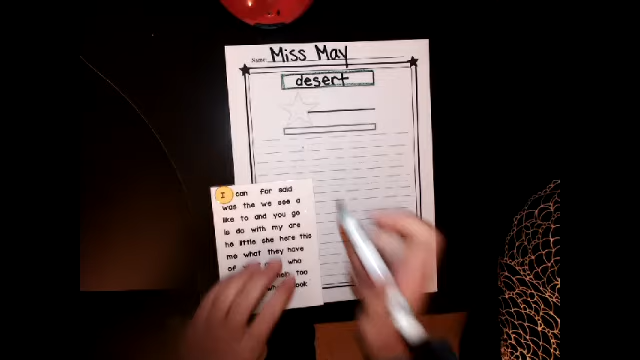 Name: Miss May
desert
I can for said
was the we see a
like to and you go
is do with my are
he little she here this
me what they have
of who
too